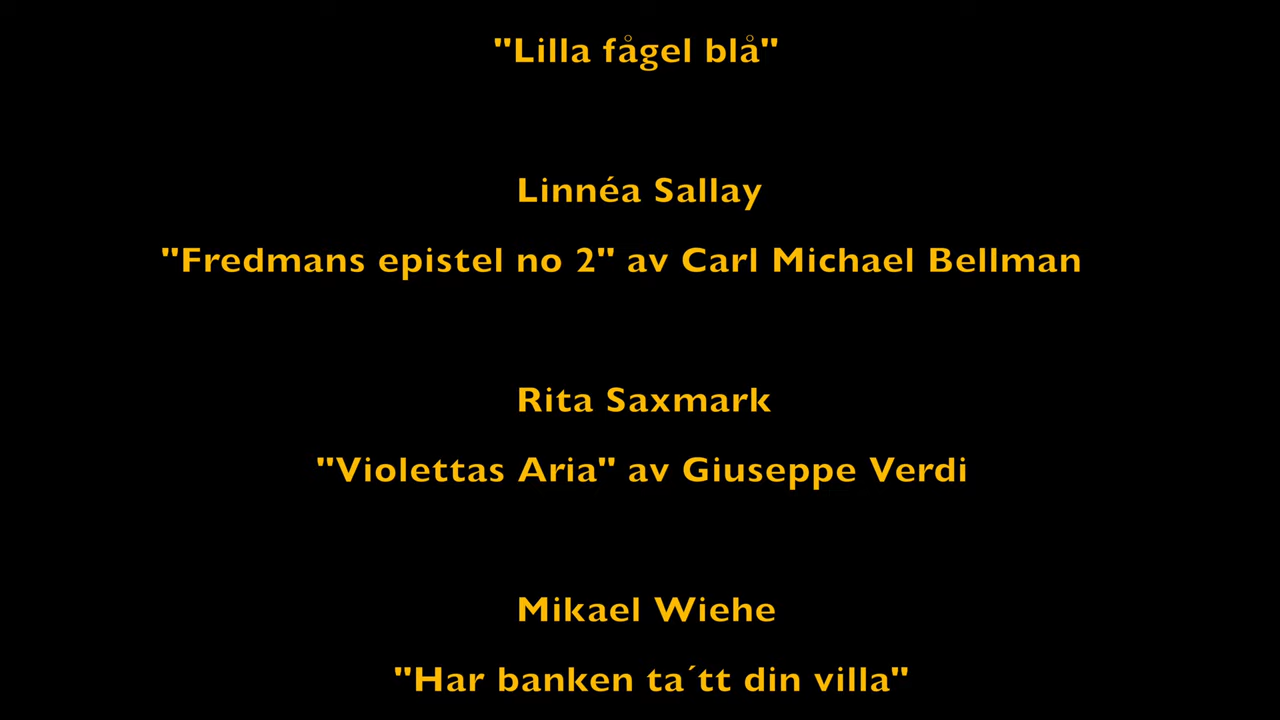 "Lilla fågel blå"
Linnéa Sallay
"Fredmans epistel no 2" av Carl Michael Bellman
Rita Saxmark
"Violettas Aria" av Giuseppe Verdi
Mikael Wiehe
"Har banken ta´tt din villa"